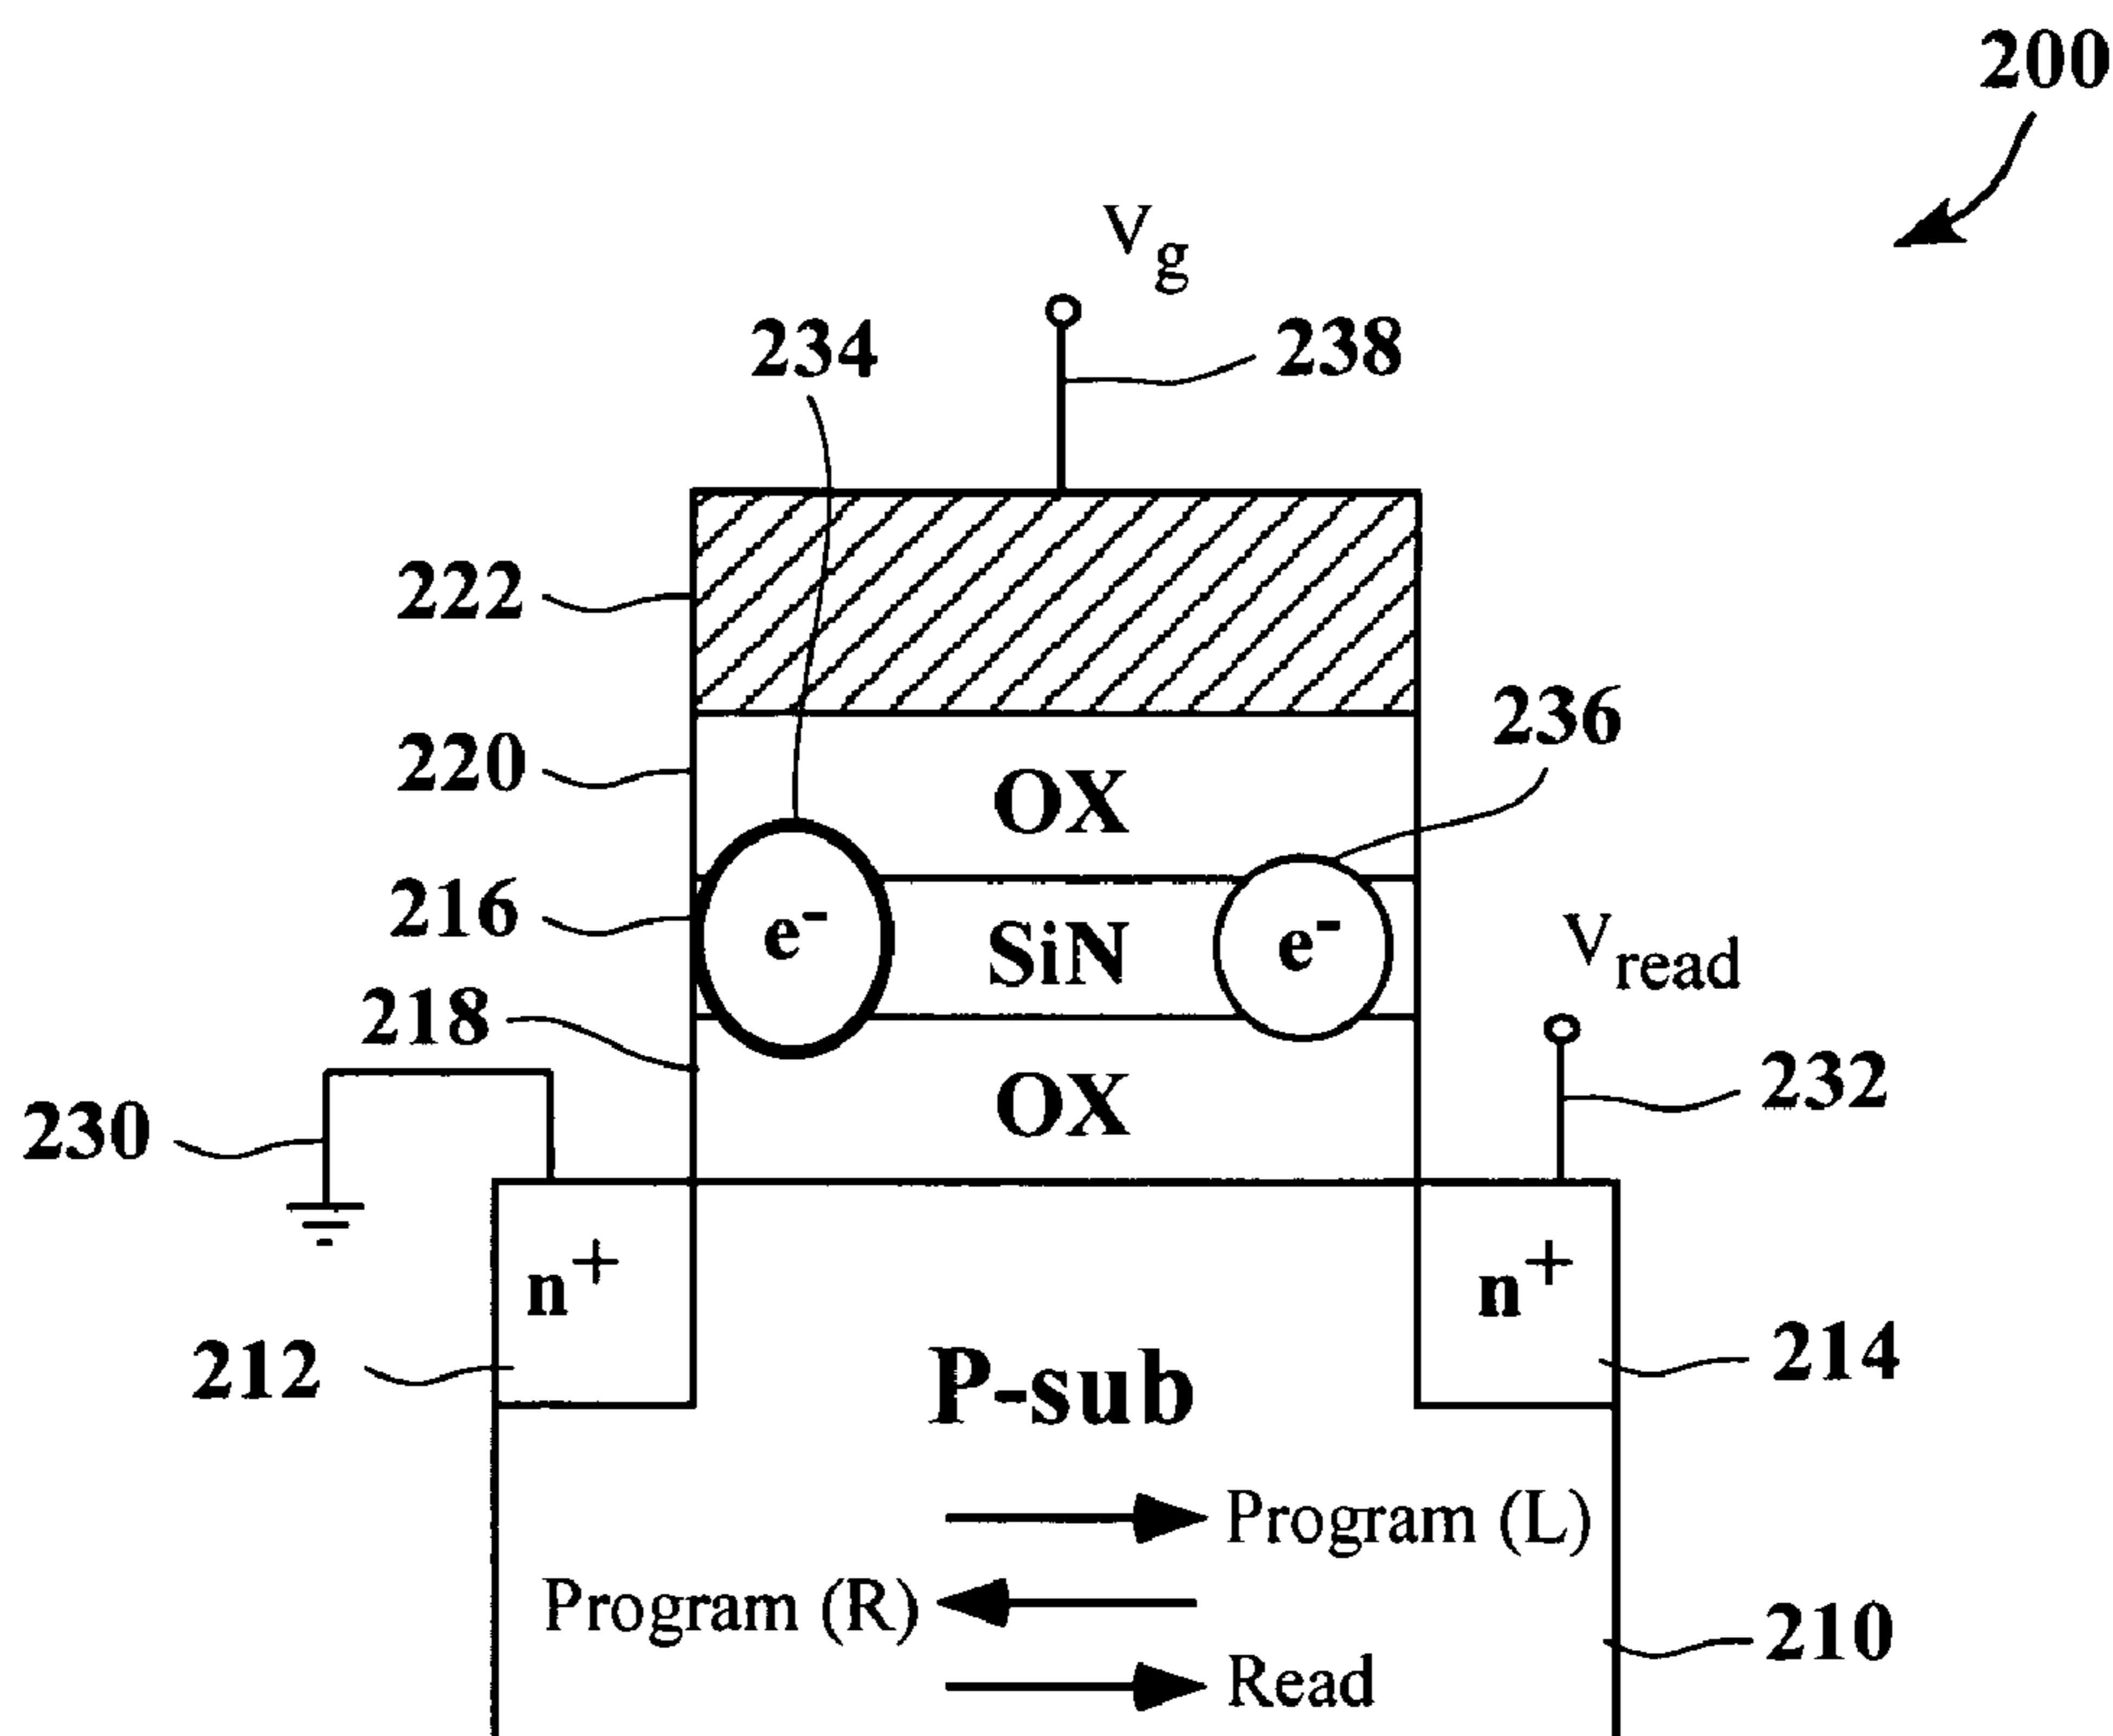 200
Vg
234
238
222
236
220
OX
216
e-
SiN
e-
Vread
218
OX
232
230
n+
n+
212
P-sub
214
Program (L)
Program (R)
210
Read